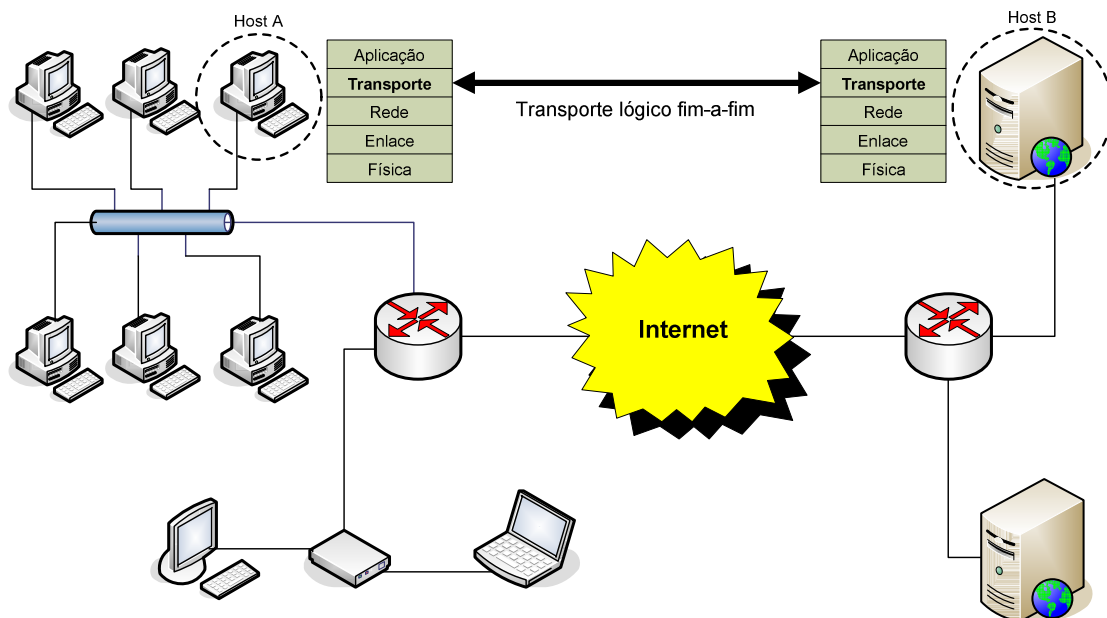 Host A
Host B
Aplicação
Transporte
Rede
Enlace
Física
Transporte lógico fim-a-fim
Aplicação
Transporte
Rede
Enlace
Física
Internet